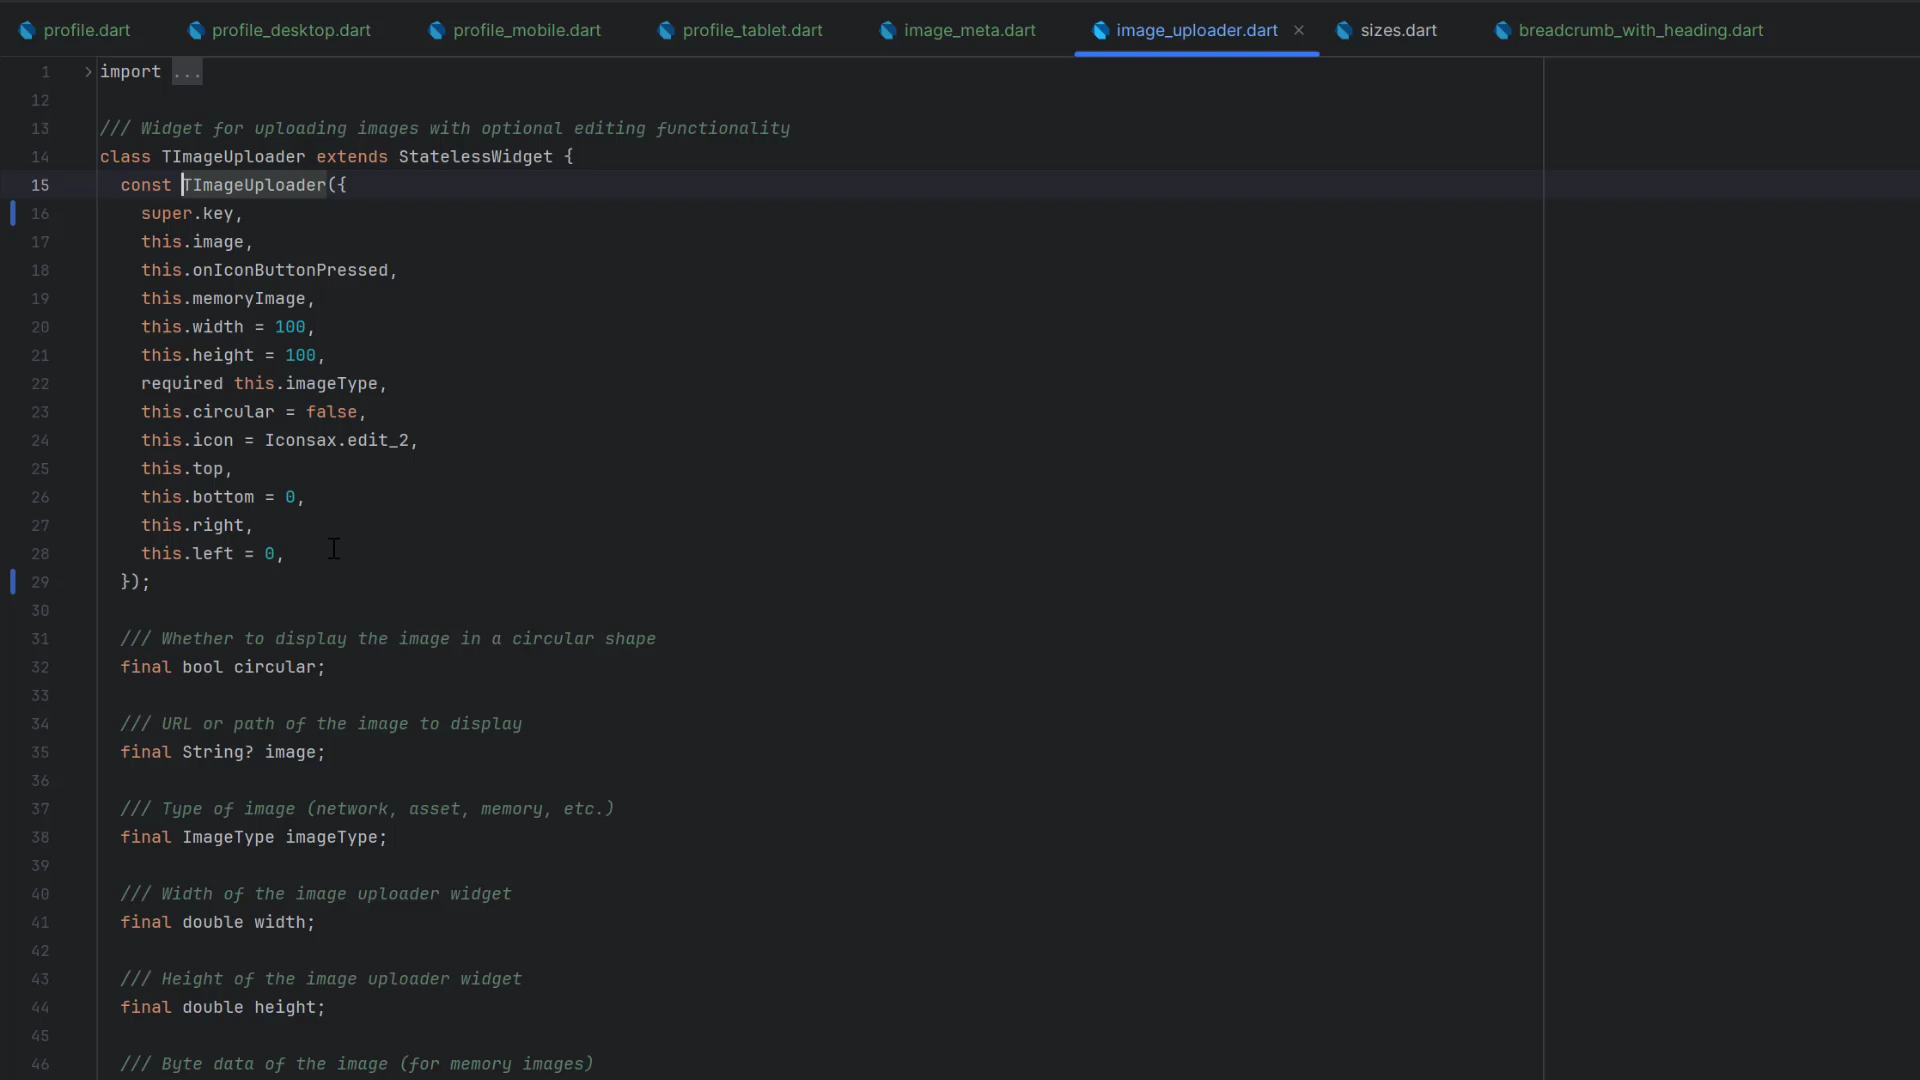 profile.dart profile_desktop.dart profile_mobile.dart profile_tablet.dart image_meta.dart image_uploader.dart sizes.dart breadcrumb_with_heading.dart
1 import ...
12
13 /// Widget for uploading images with optional editing functionality
14 class TImageUploader extends StatelessWidget {
15 const TImageUploader({
16 super.key,
17 this.image,
18 this.onIconButtonPressed,
19 this.memoryImage,
20 this.width = 100,
21 this.height = 100,
22 required this.imageType,
23 this.circular = false,
24 this.icon = Iconsax.edit_2,
25 this.top,
26 this.bottom = 0,
27 this.right,
28 this.left = 0,
29 });
30
31 /// Whether to display the image in a circular shape
32 final bool circular;
33
34 /// URL or path of the image to display
35 final String? image;
36
37 /// Type of image (network, asset, memory, etc.)
38 final ImageType imageType;
39
40 /// Width of the image uploader widget
41 final double width;
42
43 /// Height of the image uploader widget
44 final double height;
45
46 /// Byte data of the image (for memory images)